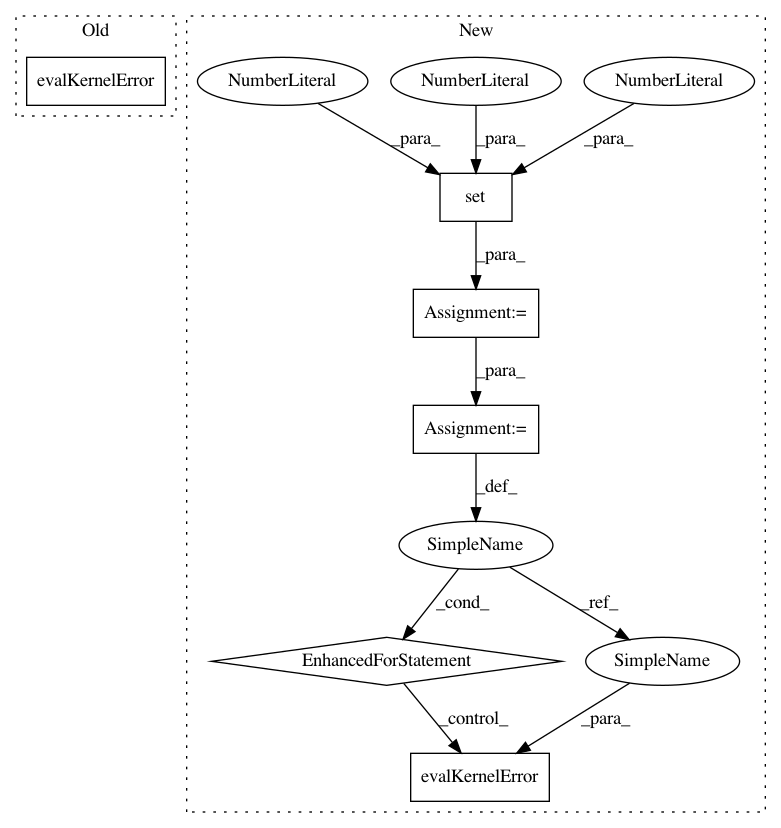 Old
New
evalKernelError
NumberLiteral
NumberLiteral
NumberLiteral
_para_
_para_
_para_
set
_para_
Assignment:=
_para_
Assignment:=
_def_
SimpleName
_cond_
_ref_
EnhancedForStatement
SimpleName
_control_
_para_
evalKernelError